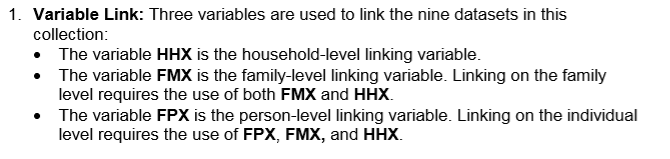 1. Variable Link: Three variables are used to link the nine datasets in this
collection:
• The variable HHX is the household-level linking variable.
• The variable FMX is the family-level linking variable. Linking on the family
level requires the use of both FMX and HHX.
• The variable FPX is the person-level linking variable. Linking on the individual
level requires the use of FPX, FMX, and HHX.